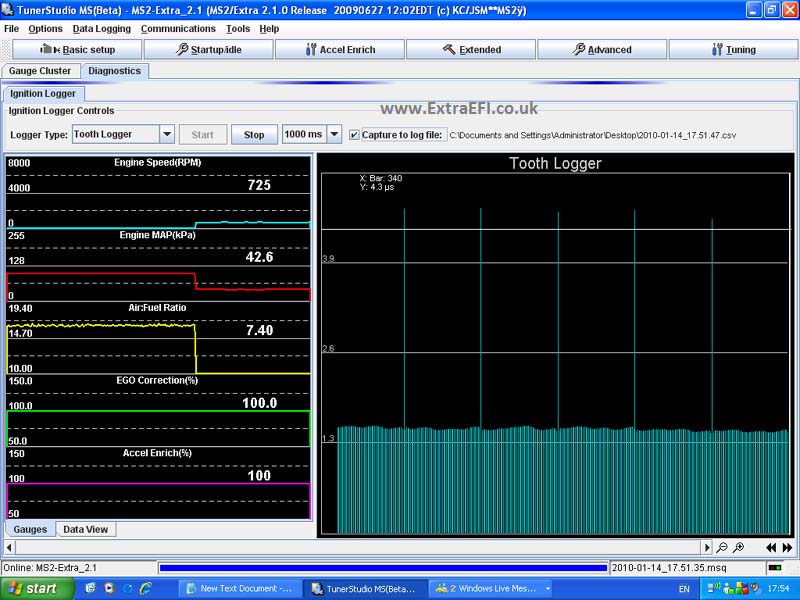 TunerStudio MS(Beta) - MS2-Extra_2.1 (MS2/Extra 2.1.0 Release 20090627 12:02EDT (c) KC/JSM**MS2ÿ)
File Options Data Logging Communications Tools Help
Basic setup Startup/idle Accel Enrich Extended Advanced Tuning
Gauge Cluster Diagnostics
Ignition Logger
www.ExtraEFI.co.uk
Ignition Logger Controls
Logger Type: Tooth Logger Start Stop 1000 ms Capture to log file: C:\Documents and Settings\Administrator\Desktop\2010-01-14_17.51.47.csv
8000 Engine Speed(RPM)
725
4000
0
255 Engine MAP(kPa)
42.6
128
0
19.40 Air:Fuel Ratio
7.40
14.70
10.00
150.0 EGO Correction(%)
100.0
100.0
50.0
150 Accel Enrich(%)
100
100
50
Gauges Data View
Tooth Logger
X: Bar: 340
Y: 4.3 µs
3.9
2.6
1.3
Online: MS2-Extra_2.1 2010-01-14_17.51.35.msq
start New Text Document -... TunerStudio MS(Beta... 2 Windows Live Mes... EN 17:54